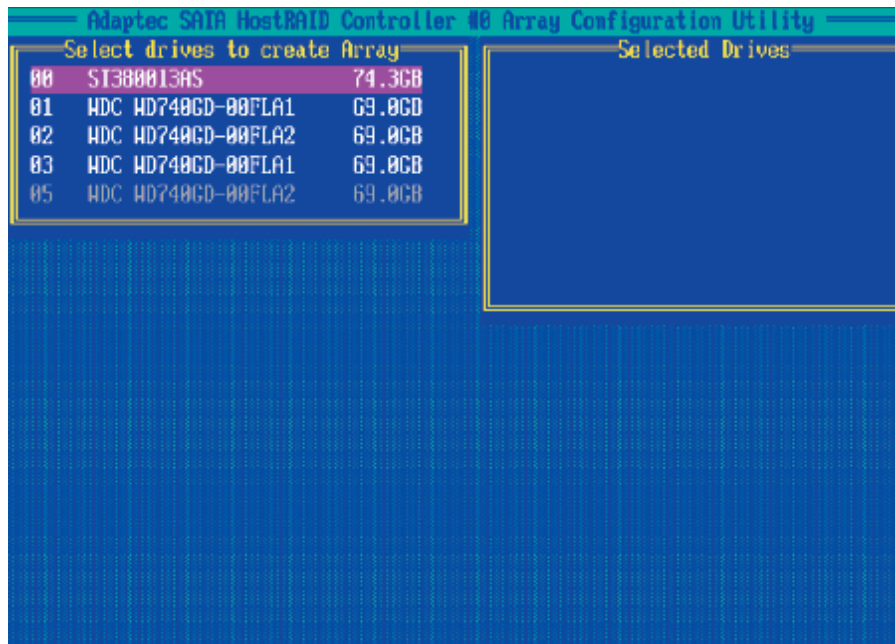 Adaptec SATA HostRAID Controller #0 Array Configuration Utility
Select drives to create Array
00 ST380013AS 74.3GB
01 WDC WD740GD-00FLA1 69.0GB
02 WDC WD740GD-00FLA2 69.0GB
03 WDC WD740GD-00FLA1 69.0GB
05 WDC WD740GD-00FLA2 69.0GB
Selected Drives